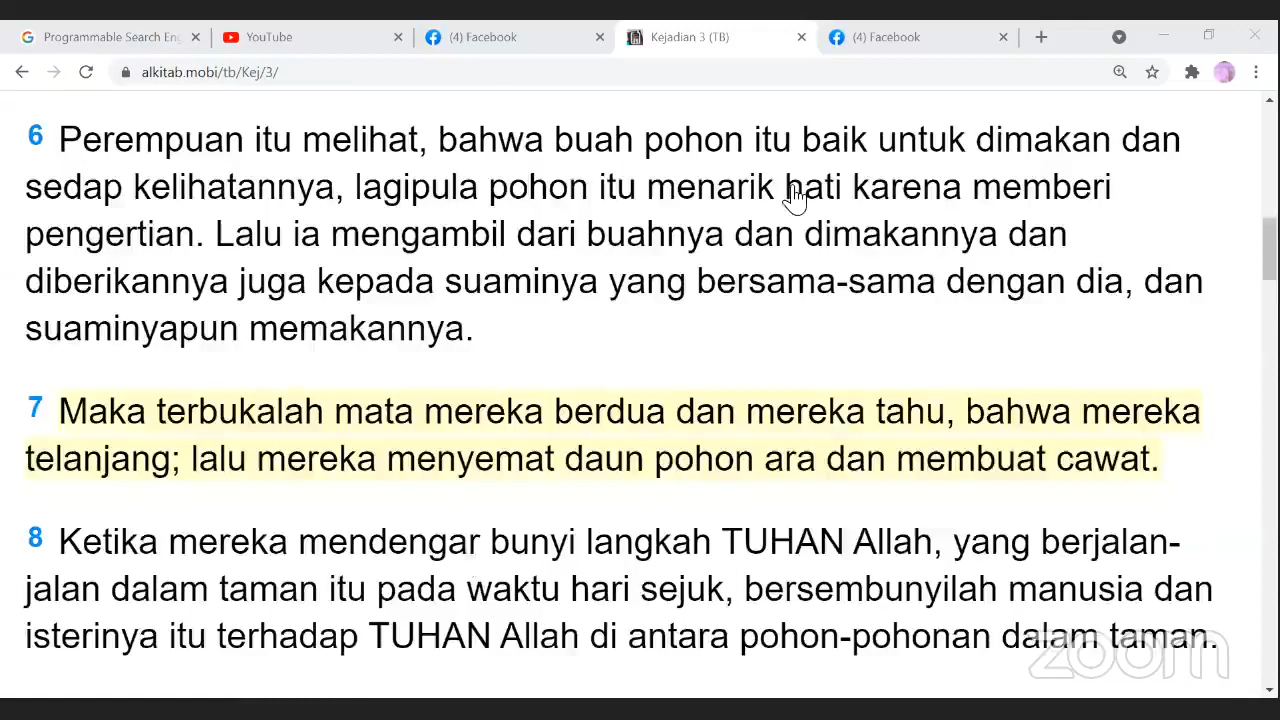 Programmable Search Eng
YouTube
(4) Facebook
Kejadian 3 (TB)
(4) Facebook
alkitab.mobi/tb/Kej/3/
6 Perempuan itu melihat, bahwa buah pohon itu baik untuk dimakan dan
sedap kelihatannya, lagipula pohon itu menarik hati karena memberi
pengertian. Lalu ia mengambil dari buahnya dan dimakannya dan
diberikannya juga kepada suaminya yang bersama-sama dengan dia, dan
suaminyapun memakannya.
7 Maka terbukalah mata mereka berdua dan mereka tahu, bahwa mereka
telanjang; lalu mereka menyemat daun pohon ara dan membuat cawat.
8 Ketika mereka mendengar bunyi langkah TUHAN Allah, yang berjalan-
jalan dalam taman itu pada waktu hari sejuk, bersembunyilah manusia dan
isterinya itu terhadap TUHAN Allah di antara pohon-pohonan dalam taman.
zoom